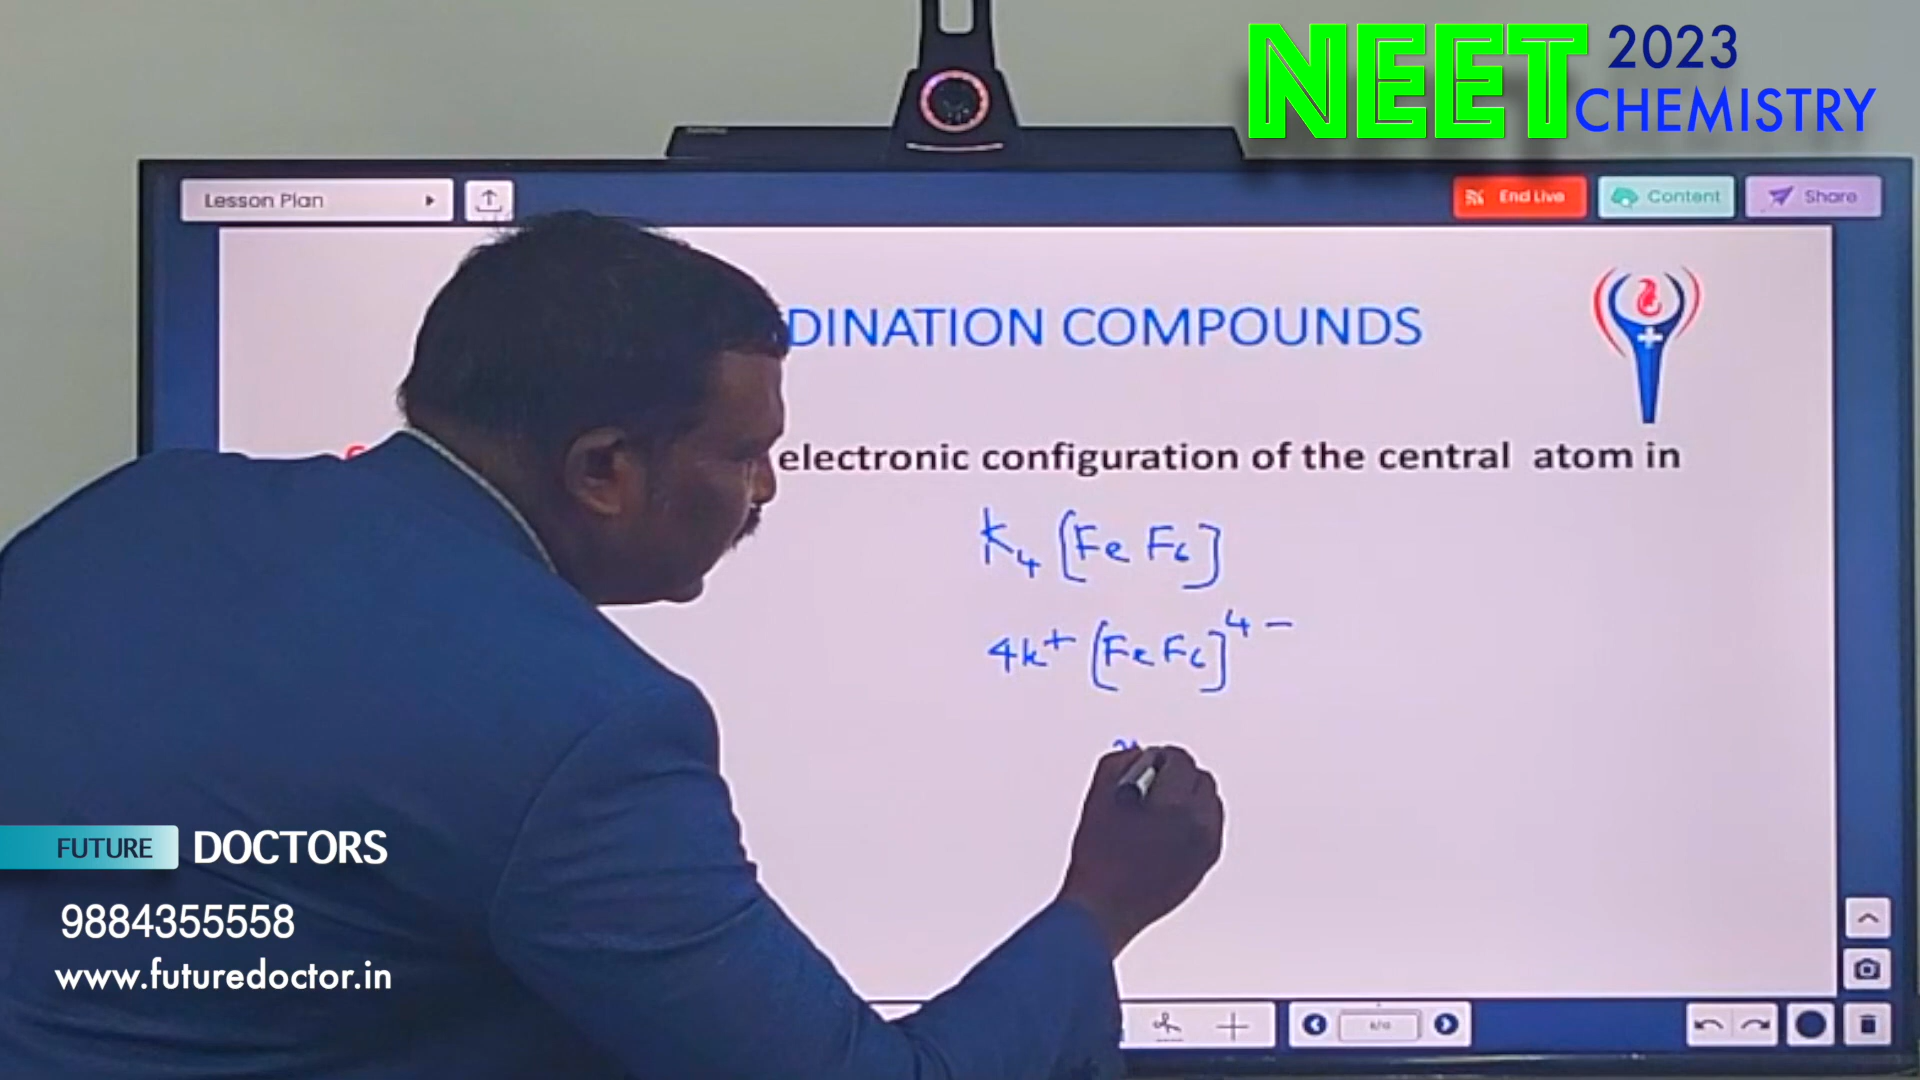 NEET 2023
CHEMISTRY
Lesson Plan
End Live
Content
Share
DINATION COMPOUNDS
electronic configuration of the central atom in
K4 [Fe F6]
4K+ [Fe F6]4-
FUTURE DOCTORS
9884355558
www.futuredoctor.in